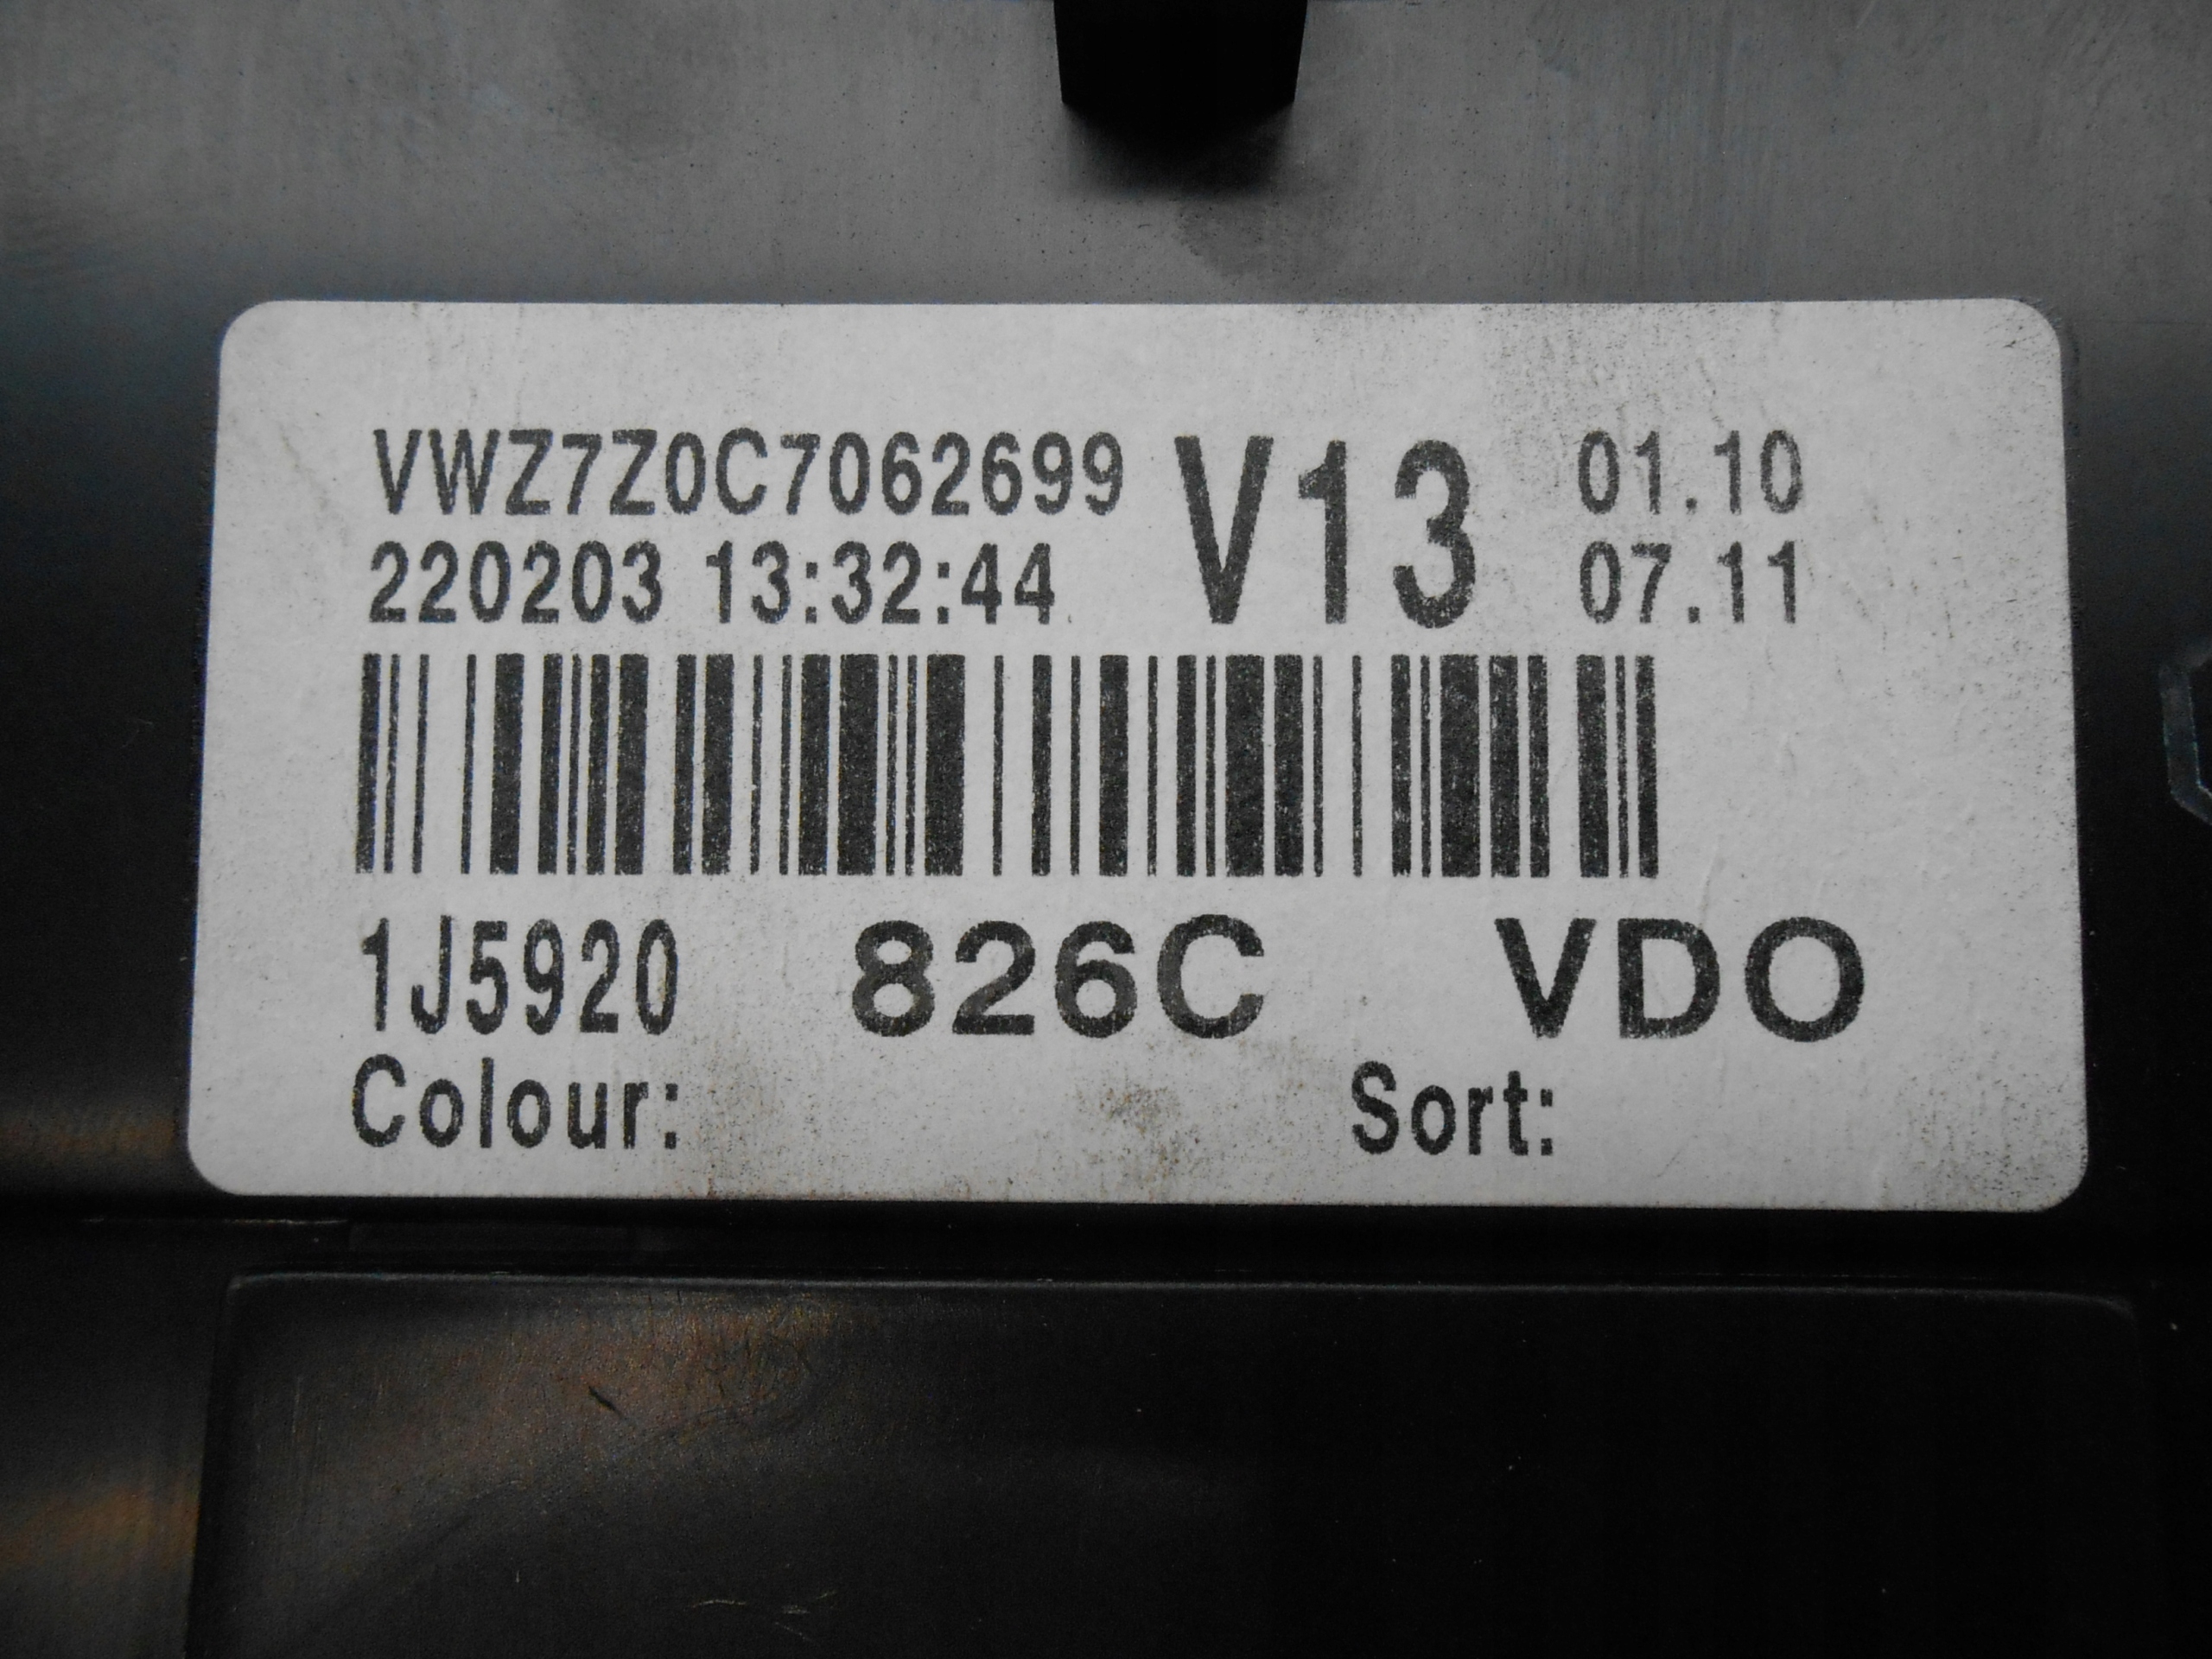 VWZ7Z0C7062699 V13 01.10
220203 13:32:44 07.11
1J5920 826C VDO
Colour: Sort: